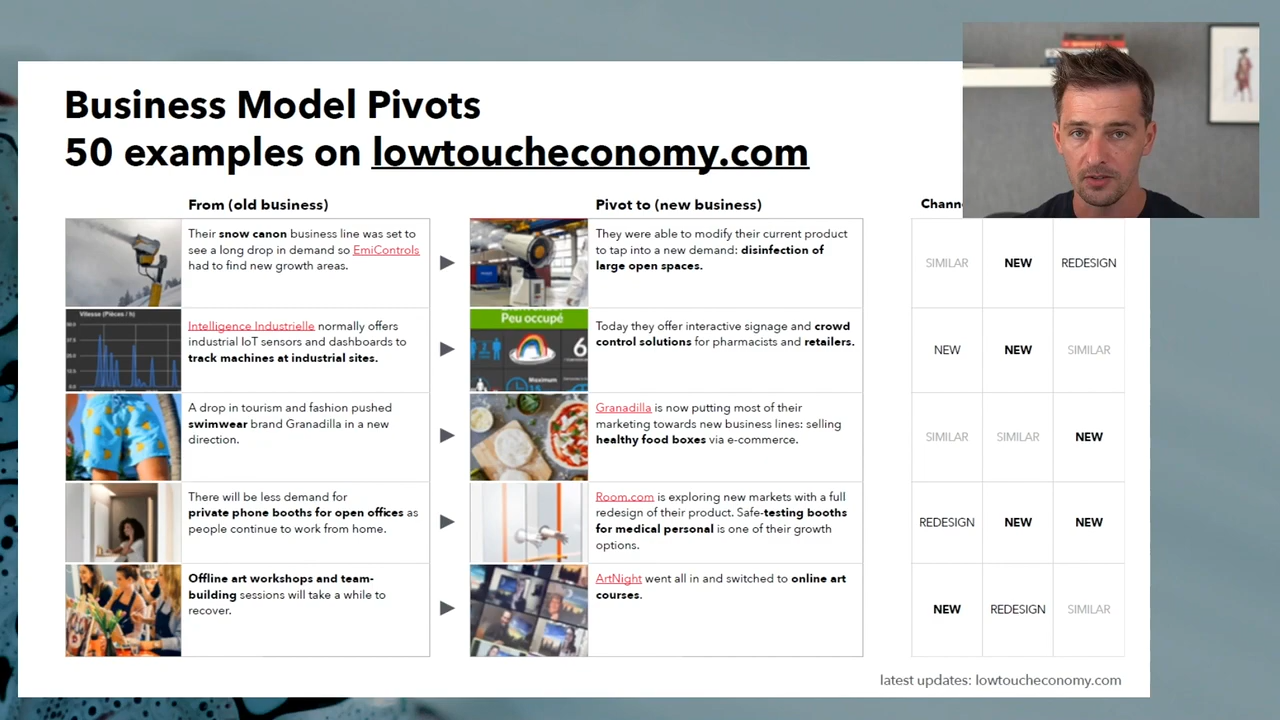 Business Model Pivots
50 examples on lowtoucheconomy.com
From (old business)
Pivot to (new business)
Their snow canon business line was set to
see a long drop in demand so EmiControls
had to find new growth areas.
They were able to modify their current product
to tap into a new demand: disinfection of
large open spaces.
SIMILAR
NEW
REDESIGN
Vitesse (Pièces / h)
Intelligence Industrielle normally offers
industrial IoT sensors and dashboards to
track machines at industrial sites.
Peu occupé
6
Maximum
Today they offer interactive signage and crowd
control solutions for pharmacists and retailers.
NEW
NEW
SIMILAR
A drop in tourism and fashion pushed
swimwear brand Granadilla in a new
direction.
Granadilla is now putting most of their
marketing towards new business lines: selling
healthy food boxes via e-commerce.
SIMILAR
SIMILAR
NEW
There will be less demand for
private phone booths for open offices as
people continue to work from home.
Room.com is exploring new markets with a full
redesign of their product. Safe-testing booths
for medical personal is one of their growth
options.
REDESIGN
NEW
NEW
Offline art workshops and team-
building sessions will take a while to
recover.
ArtNight went all in and switched to online art
courses.
NEW
REDESIGN
SIMILAR
latest updates: lowtoucheconomy.com